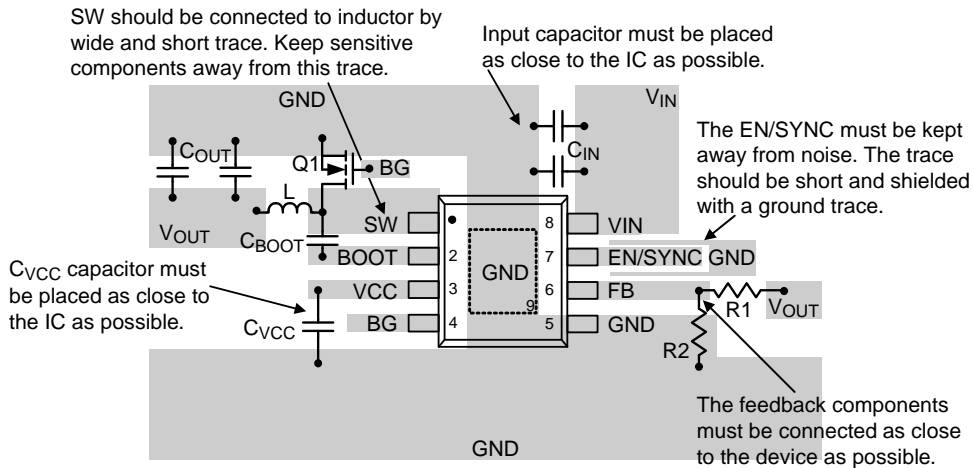 SW should be connected to inductor by
wide and short trace. Keep sensitive
components away from this trace.
Input capacitor must be placed
as close to the IC as possible.
GND
VIN
The EN/SYNC must be kept
away from noise. The trace
should be short and shielded
with a ground trace.
COUT
Q1
BG
CIN
L
VOUT
CBOOT
SW
8
VIN
BOOT
2
7
EN/SYNC GND
GND
CVCC capacitor must
be placed as close to
the IC as possible.
VCC
3
6
FB
9
R1
VOUT
CVCC
BG
4
5
GND
R2
The feedback components
must be connected as close
to the device as possible.
GND